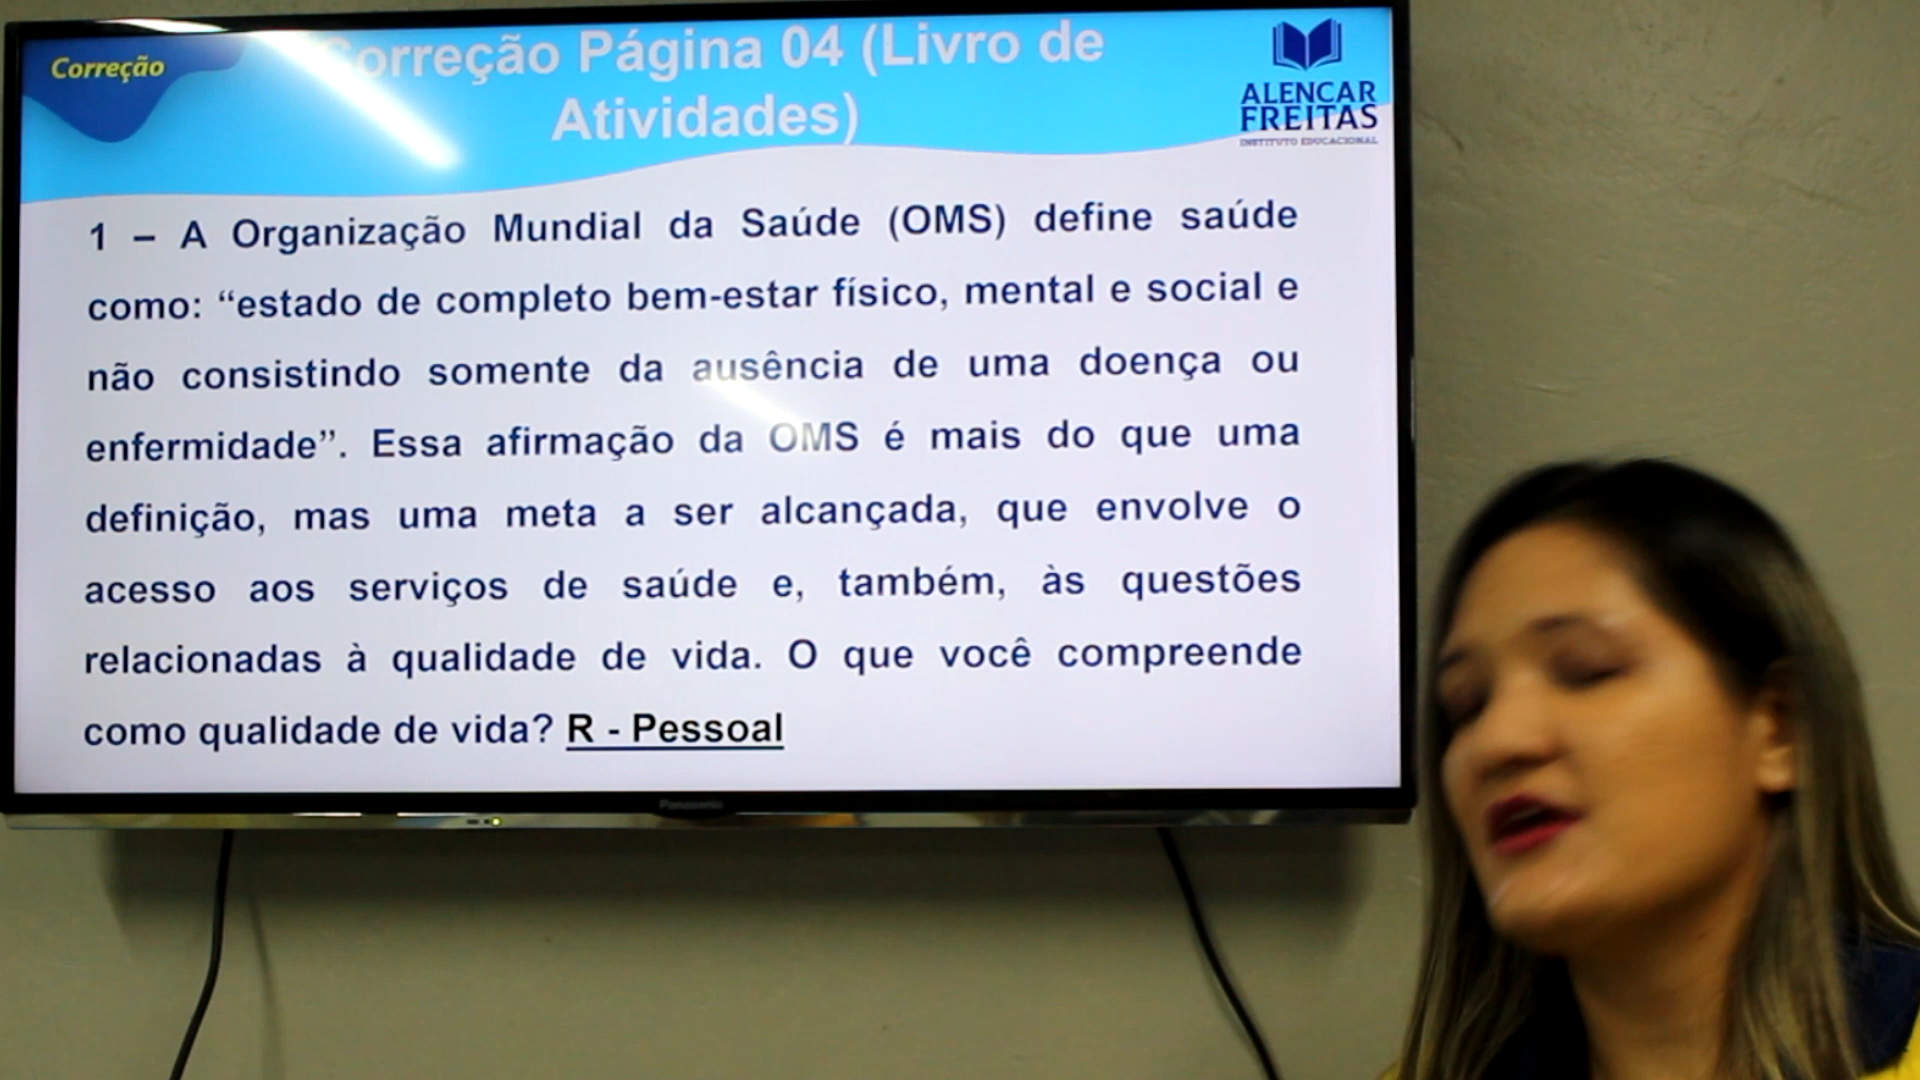 Correção
Correção Página 04 (Livro de
Atividades)
ALENCAR
FREITAS
INSTITUTO EDUCACIONAL
1 – A Organização Mundial da Saúde (OMS) define saúde
como: “estado de completo bem-estar físico, mental e social e
não consistindo somente da ausência de uma doença ou
enfermidade”. Essa afirmação da OMS é mais do que uma
definição, mas uma meta a ser alcançada, que envolve o
acesso aos serviços de saúde e, também, às questões
relacionadas à qualidade de vida. O que você compreende
como qualidade de vida? R - Pessoal
Panasonic